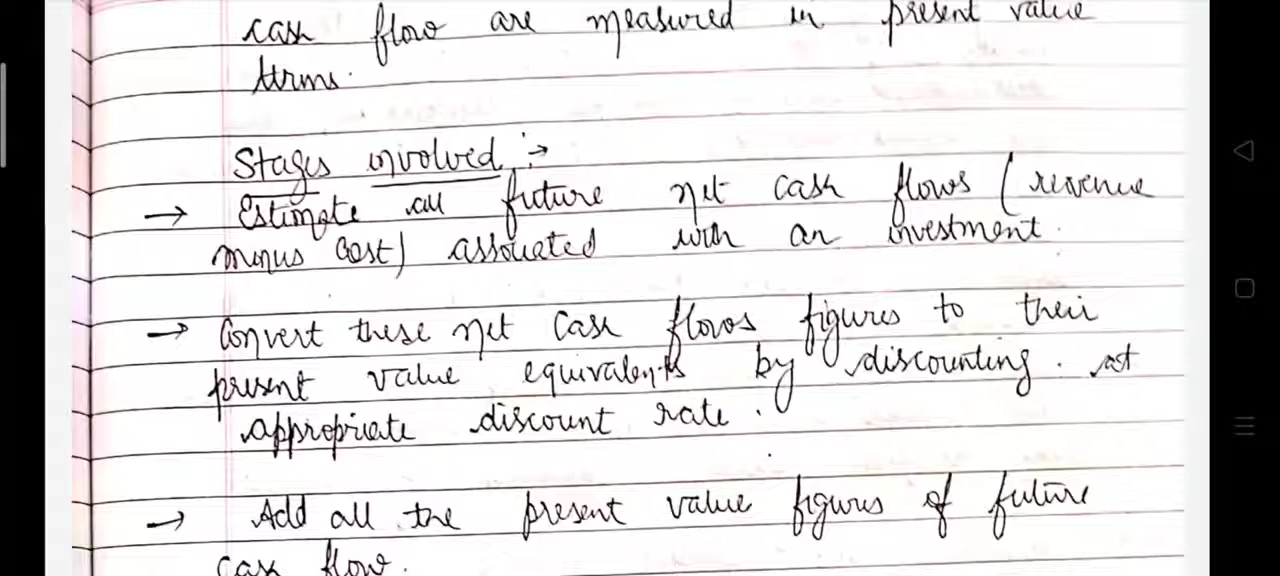 cash flow are measured in present value
terms.
Stages involved :→
→ Estimate all future net cash flows (revenue
minus cost) associated with an investment.
→ Convert these net cash flows figures to their
present value equivalents by discounting. at
appropriate discount rate.
→ Add all the present value figures of future
cash flow.